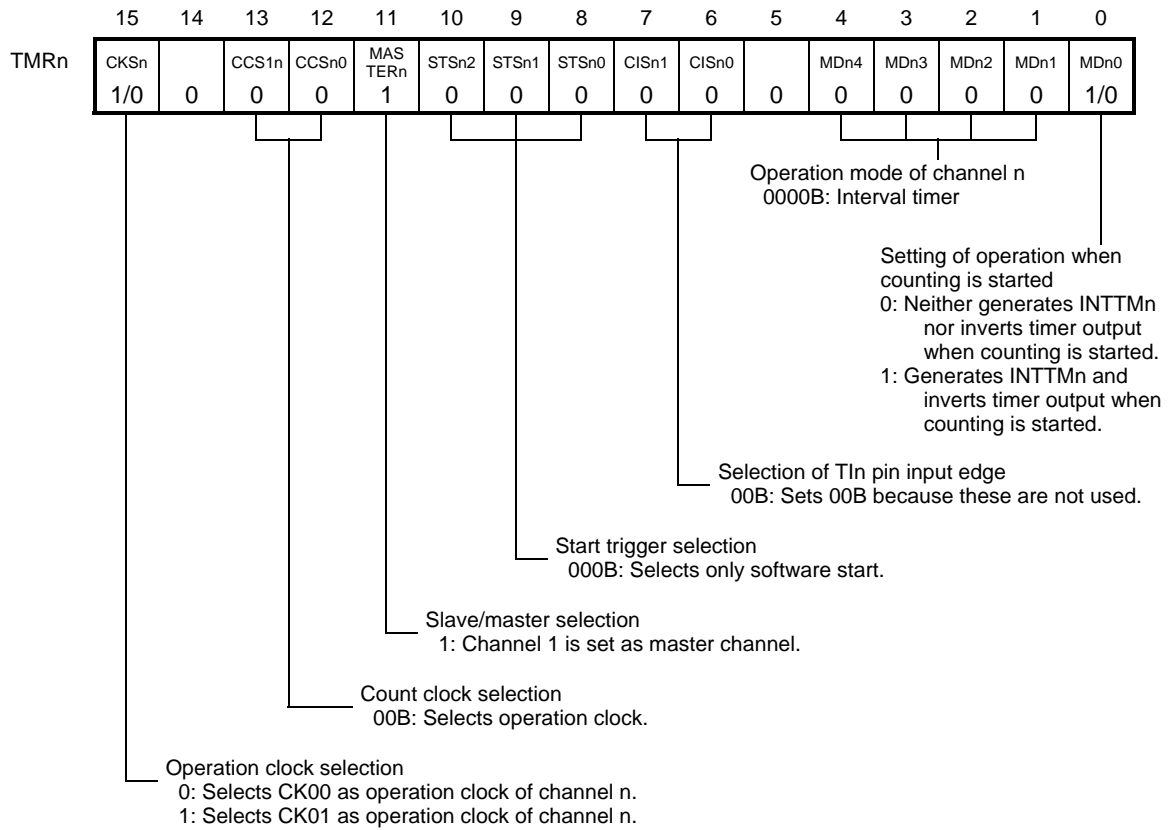 15 14 13 12 11 10 9 8 7 6 5 4 3 2 1 0
TMRn
CKSn CCS1n CCSn0 MAS TERn STSn2 STSn1 STSn0 CISn1 CISn0 MDn4 MDn3 MDn2 MDn1 MDn0
1/0 0 0 0 1 0 0 0 0 0 0 0 0 0 0 1/0
Operation mode of channel n
0000B: Interval timer
Setting of operation when
counting is started
0: Neither generates INTTMn
nor inverts timer output
when counting is started.
1: Generates INTTMn and
inverts timer output when
counting is started.
Selection of TIn pin input edge
00B: Sets 00B because these are not used.
Start trigger selection
000B: Selects only software start.
Slave/master selection
1: Channel 1 is set as master channel.
Count clock selection
00B: Selects operation clock.
Operation clock selection
0: Selects CK00 as operation clock of channel n.
1: Selects CK01 as operation clock of channel n.